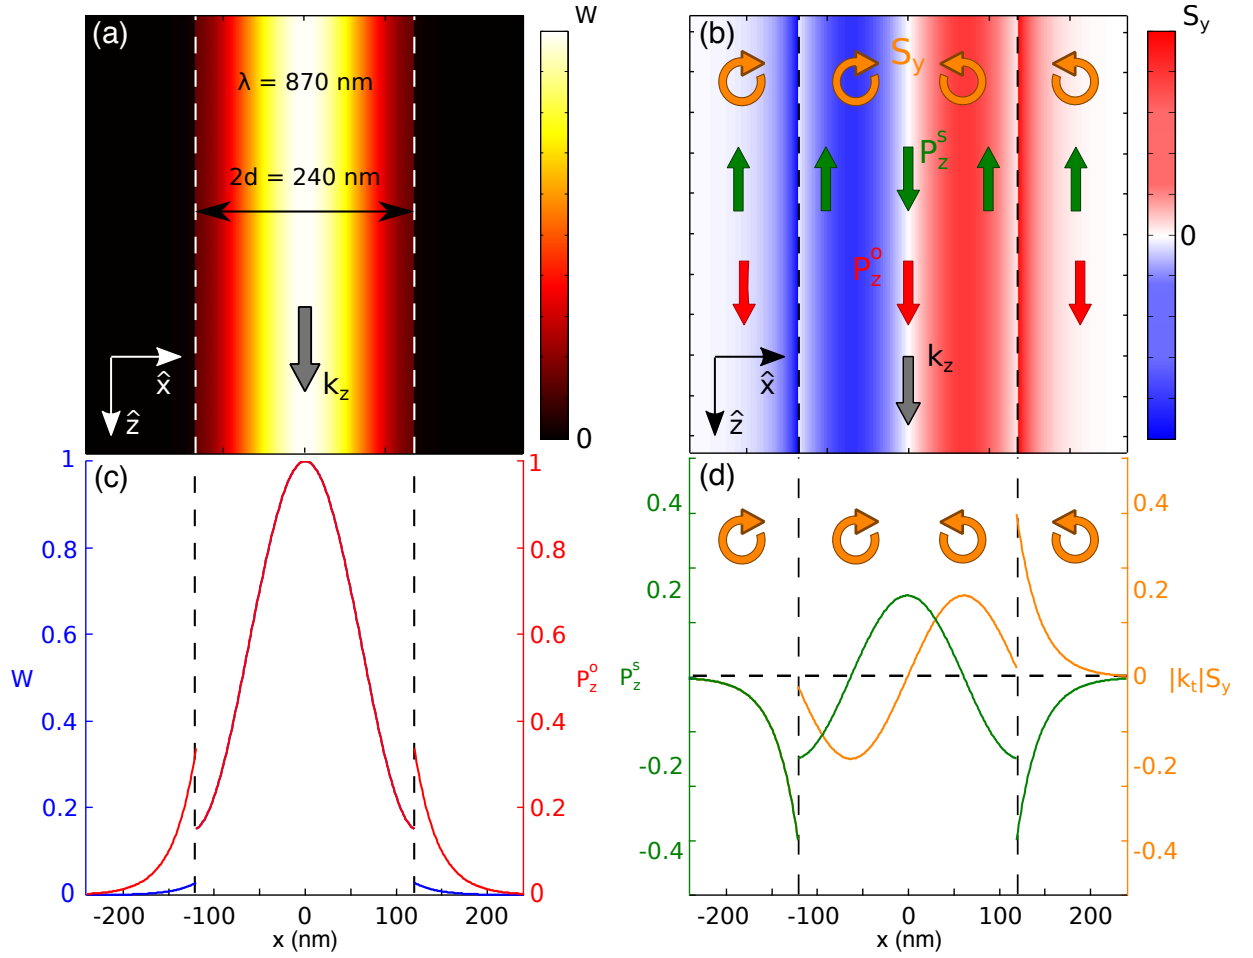 (a)
λ = 870 nm
2d = 240 nm
k_z
x̂
ẑ
W
0
(b)
S_y
P_z^s
P_z^o
k_z
x̂
ẑ
S_y
0
(c)
1
0.8
0.6
0.4
0.2
0
W
1
0.8
0.6
0.4
0.2
0
P_z^o
-200
-100
0
100
200
x (nm)
(d)
0.4
0.2
0
-0.2
-0.4
P_z^s
0.4
0.2
0
-0.2
-0.4
|k_t|S_y
-200
-100
0
100
200
x (nm)